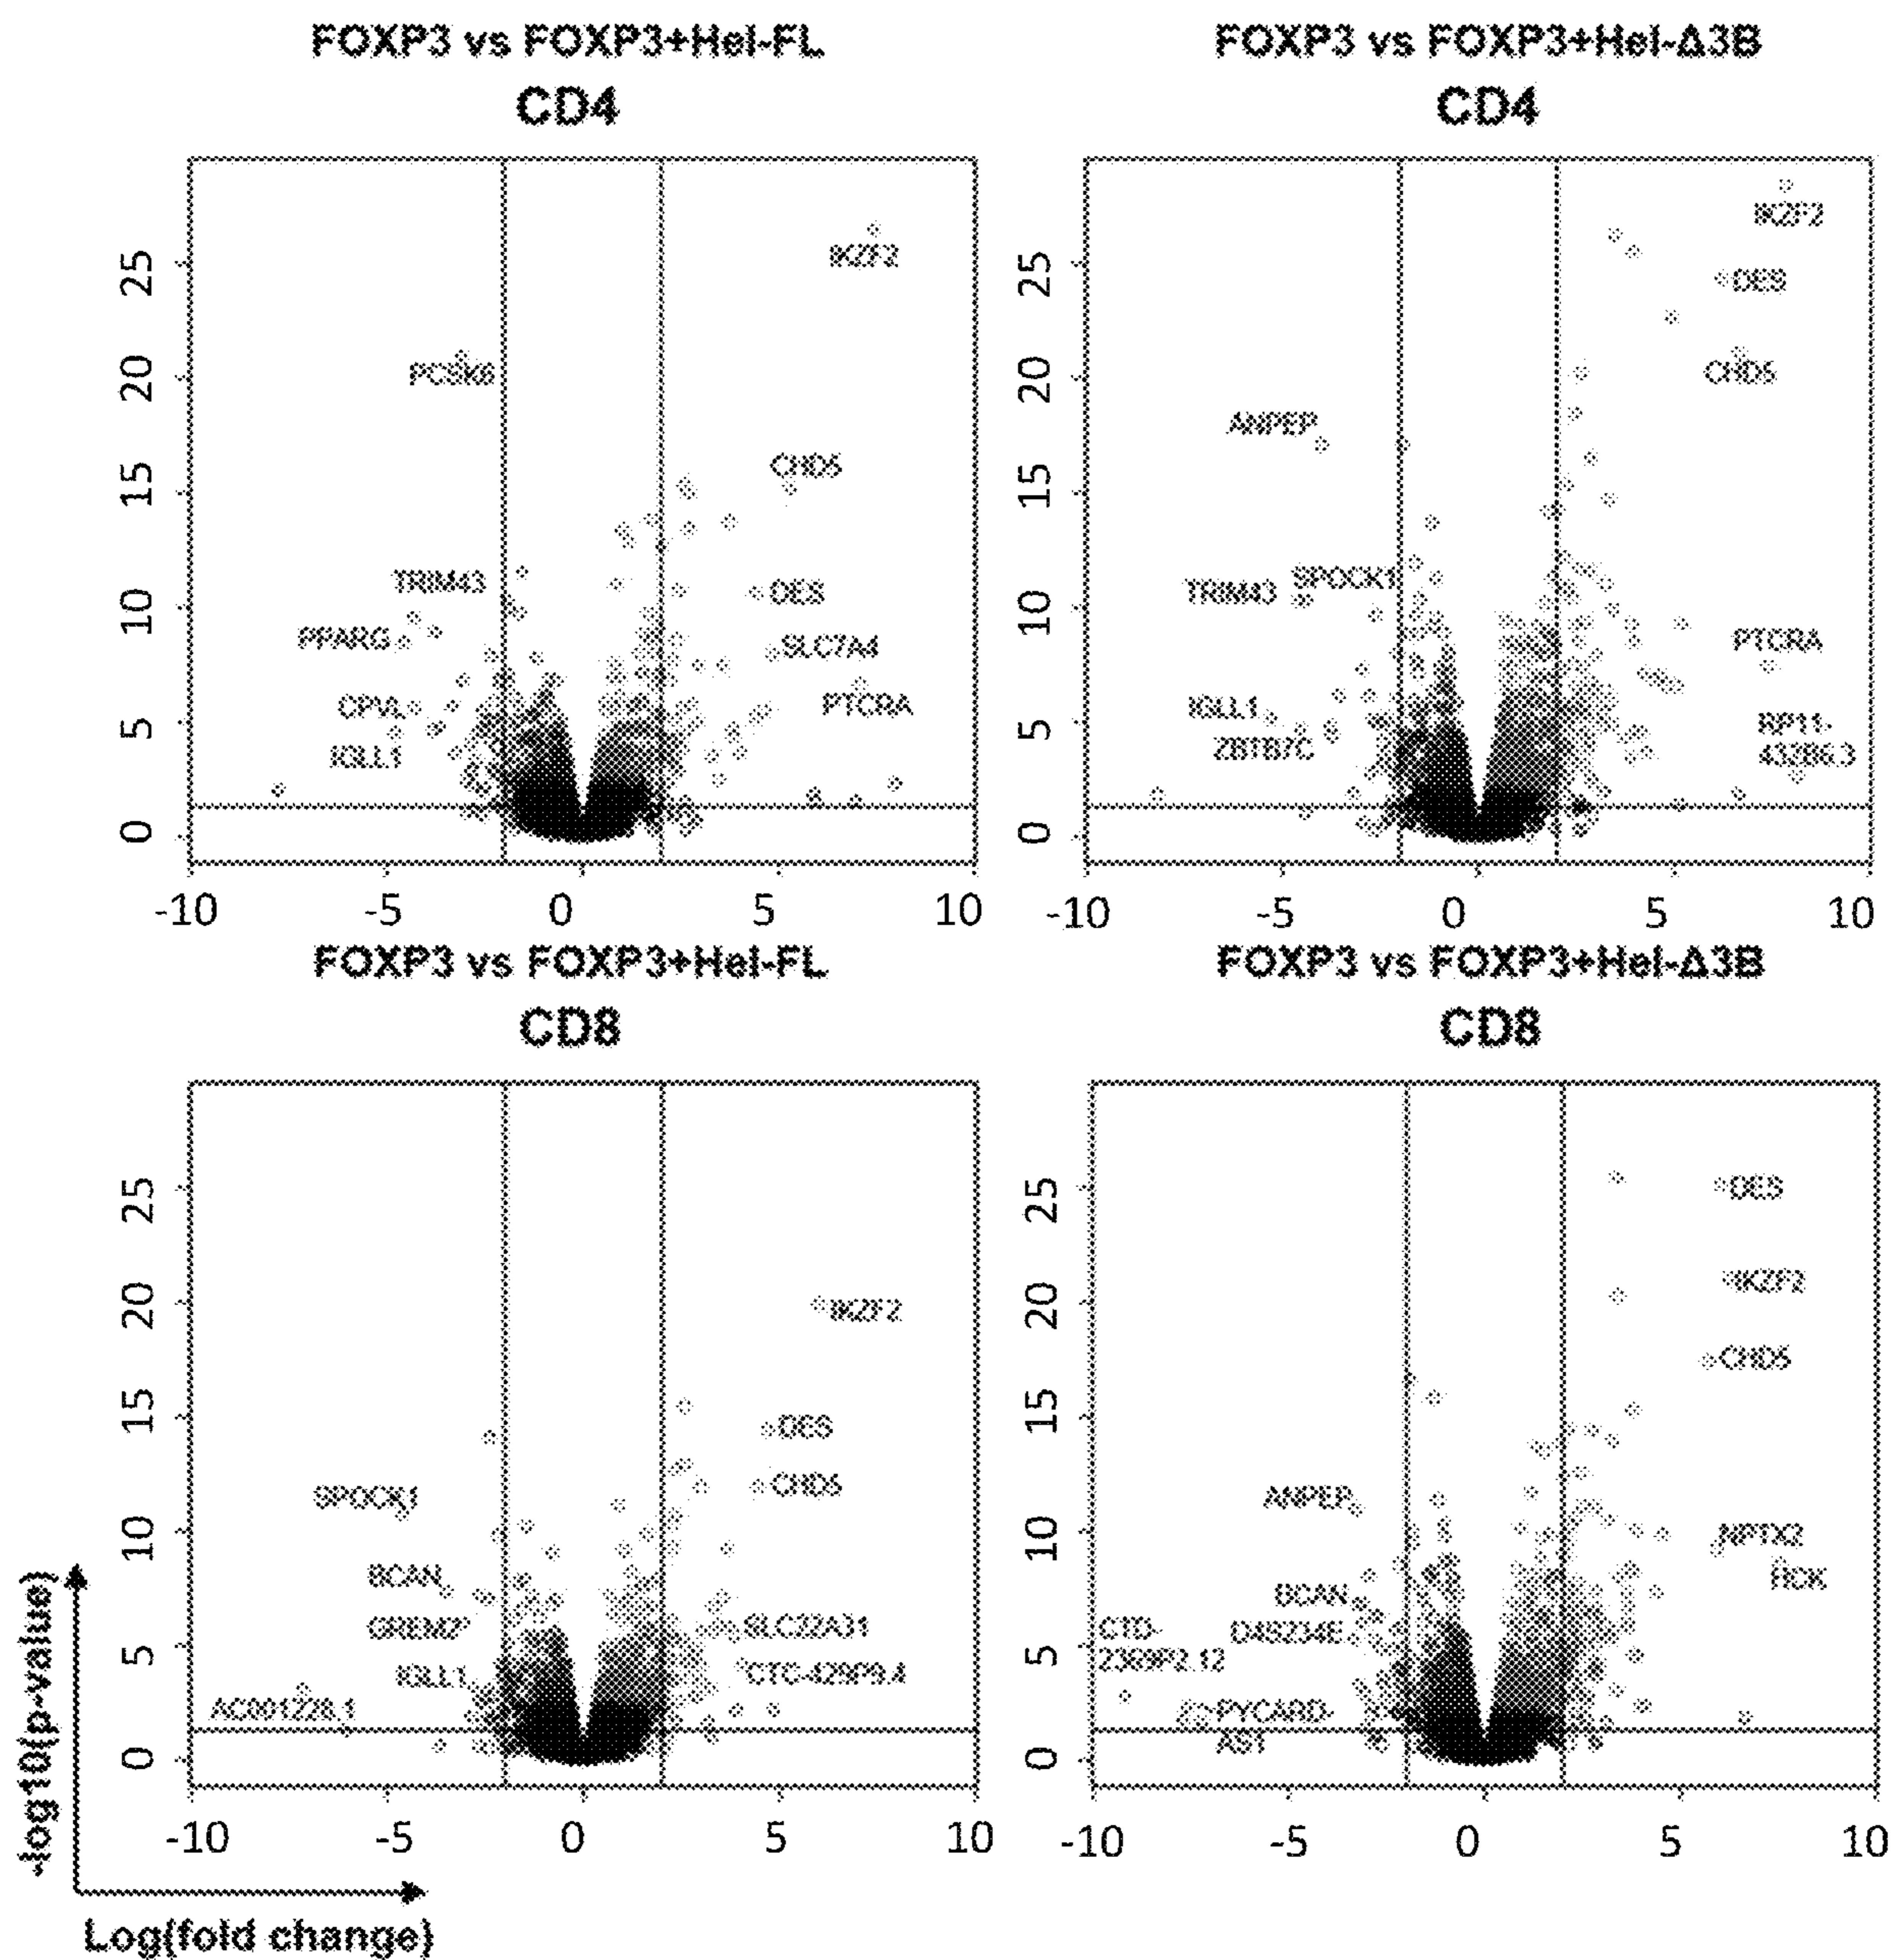 FOXP3 vs FOXP3+Hel-FL
CD4
25
20
15
10
5
0
-10
-5
0
5
10
IKZF2
PCSK6
CHD5
TRIM43
DES
PPARG
SLC7A4
CPVL
PTCRA
IGLL1
FOXP3 vs FOXP3+Hel-Δ3B
CD4
25
20
15
10
5
0
-10
-5
0
5
10
IKZF2
DES
CHD5
ANPEP
SPOCK1
TRIM43
PTCRA
IGLL1
ZBTB7C
RP11-
432B6.3
FOXP3 vs FOXP3+Hel-FL
CD8
25
20
15
10
5
0
-10
-5
0
5
10
IKZF2
DES
SPOCK1
CHD5
BCAN
GREM2
SLC22A31
IGLL1
CTC-429P9.4
AC001226.1
FOXP3 vs FOXP3+Hel-Δ3B
CD8
25
20
15
10
5
0
-10
-5
0
5
10
DES
IKZF2
CHD5
ANPEP
NPTX2
HCK
BCAN
D4S234E
CTD-
2369P2.12
PYCARD-
AS1
-log10(p-value)
Log(fold change)